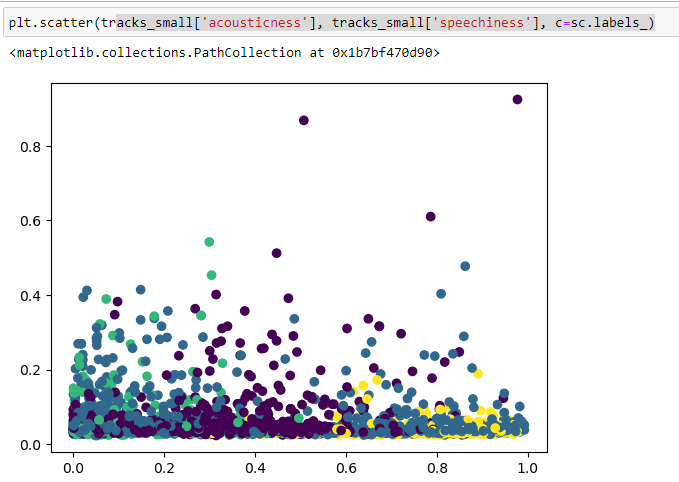 plt.scatter(tracks_small['acousticness'], tracks_small['speechiness'], c=sc.labels_)
<matplotlib.collections.PathCollection at 0x1b7bf470d90>
0.8
0.6
0.4
0.2
0.0
0.0 0.2 0.4 0.6 0.8 1.0